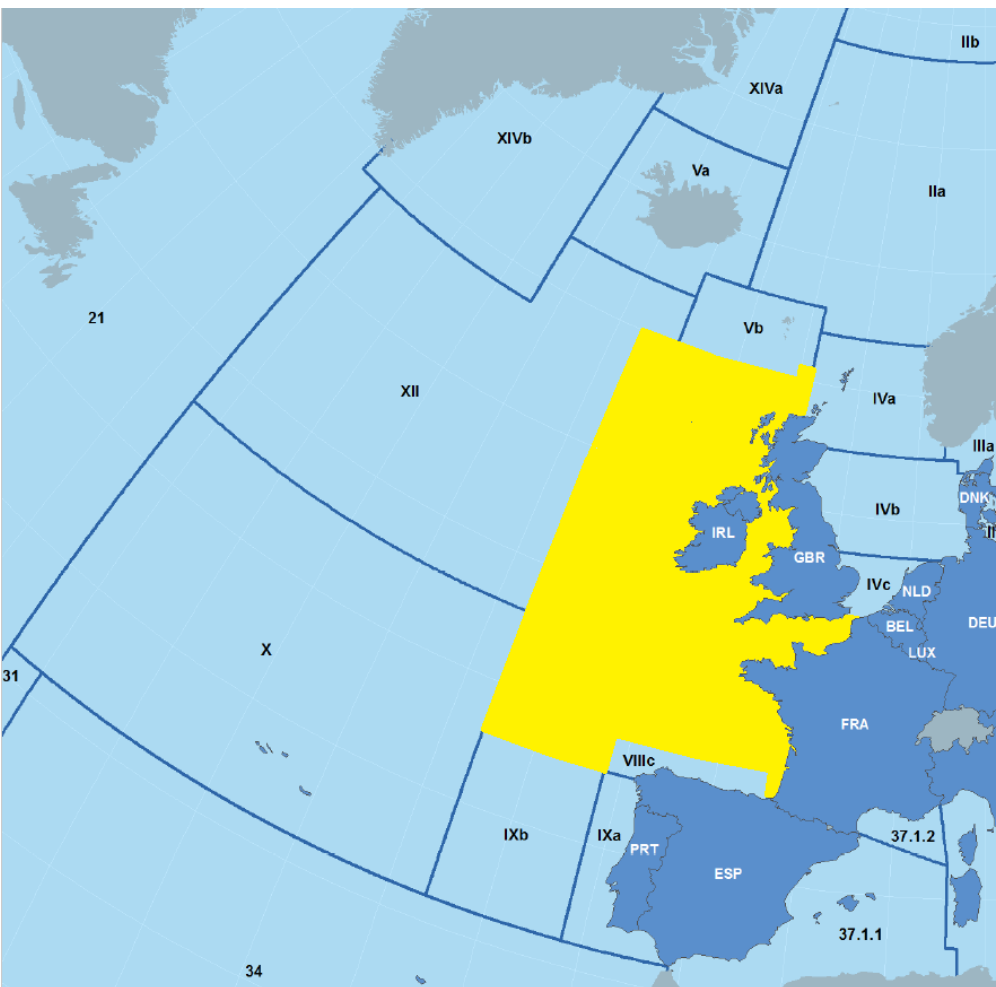 IIb
XIVa
XIVb
Va
IIa
21
Vb
XII
IVa
IIIa
DNK
IVb
IRL
GBR
IVc
NLD
BEL
DEU
LUX
X
31
FRA
VIIIc
IXb
IXa
37.1.2
PRT
ESP
37.1.1
34